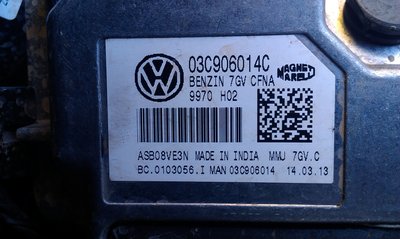 03C906014C
BENZIN 7GV CFNA
9970 H02
MAGNETI MARELLI
ASB08VE3N MADE IN INDIA MMU 7GV.C
BC.0103056.I MAN 03C906014 14.03.13